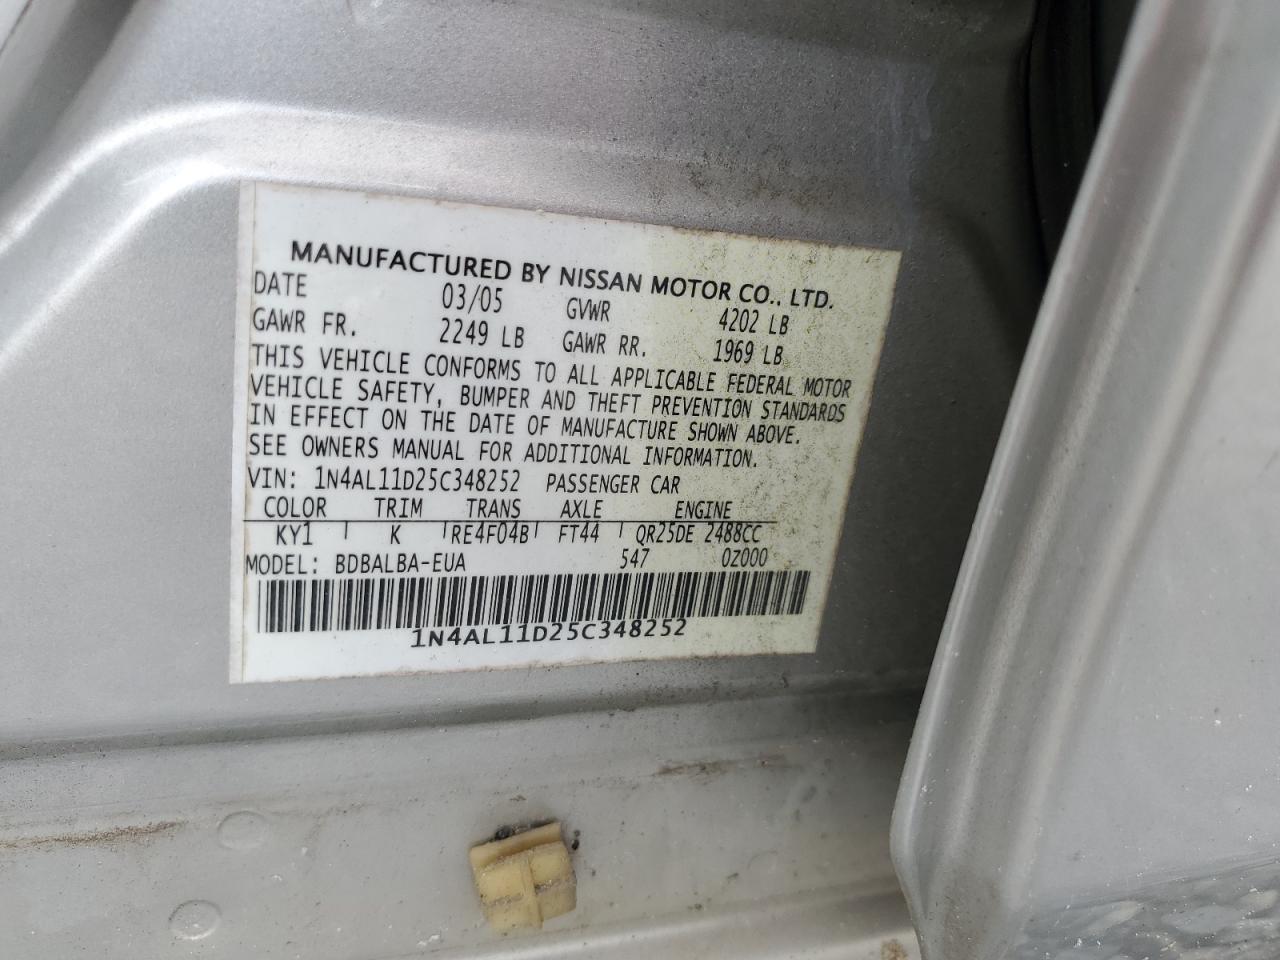 MANUFACTURED BY NISSAN MOTOR CO., LTD.
DATE 03/05 GVWR 4202 LB
GAWR FR. 2249 LB GAWR RR. 1969 LB
THIS VEHICLE CONFORMS TO ALL APPLICABLE FEDERAL MOTOR
VEHICLE SAFETY, BUMPER AND THEFT PREVENTION STANDARDS
IN EFFECT ON THE DATE OF MANUFACTURE SHOWN ABOVE.
SEE OWNERS MANUAL FOR ADDITIONAL INFORMATION.
VIN: 1N4AL11D25C348252 PASSENGER CAR
COLOR TRIM TRANS AXLE ENGINE
KY1 K RE4F04B FT44 QR25DE 2488CC
MODEL: BDBALBA-EUA 547 0Z000
1N4AL11D25C348252